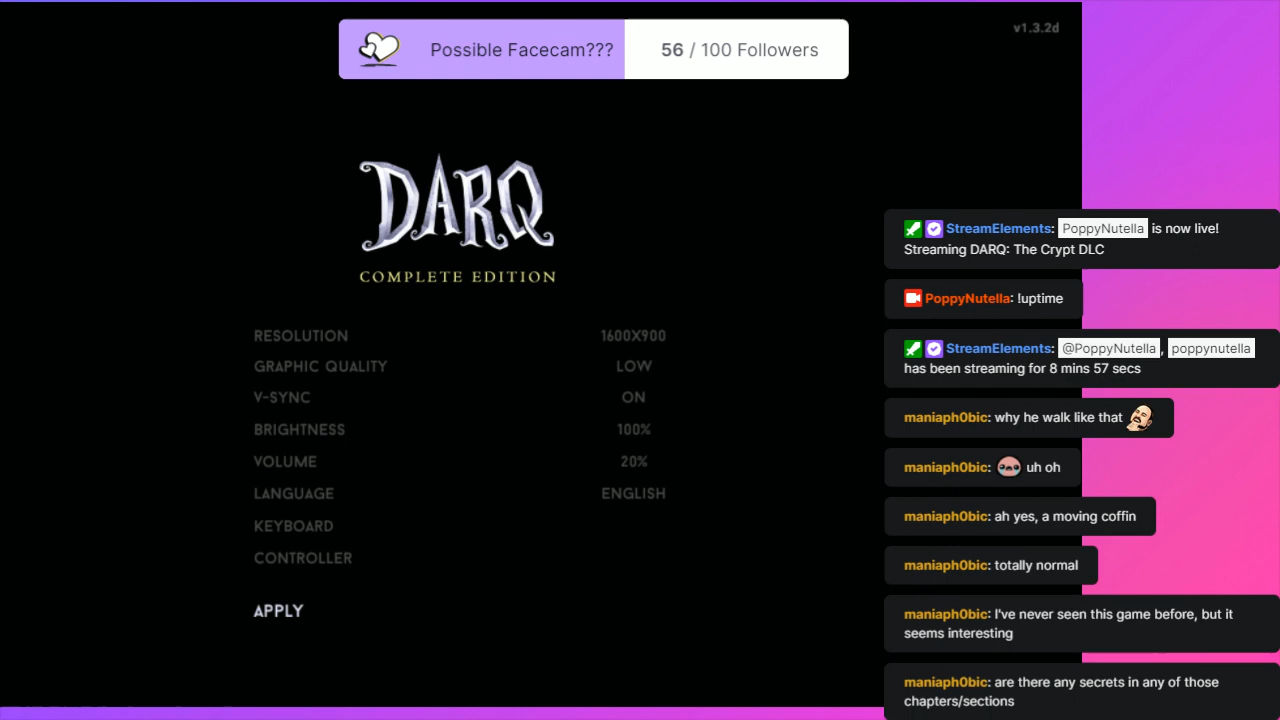 Possible Facecam??? 56 / 100 Followers
v1.3.2d
DARQ
COMPLETE EDITION
RESOLUTION 1600X900
GRAPHIC QUALITY LOW
V-SYNC ON
BRIGHTNESS 100%
VOLUME 20%
LANGUAGE ENGLISH
KEYBOARD
CONTROLLER
APPLY
StreamElements: PoppyNutella is now live!
Streaming DARQ: The Crypt DLC
PoppyNutella: !uptime
StreamElements: @PoppyNutella, poppynutella
has been streaming for 8 mins 57 secs
maniaph0bic: why he walk like that
maniaph0bic: uh oh
maniaph0bic: ah yes, a moving coffin
maniaph0bic: totally normal
maniaph0bic: I've never seen this game before, but it
seems interesting
maniaph0bic: are there any secrets in any of those
chapters/sections